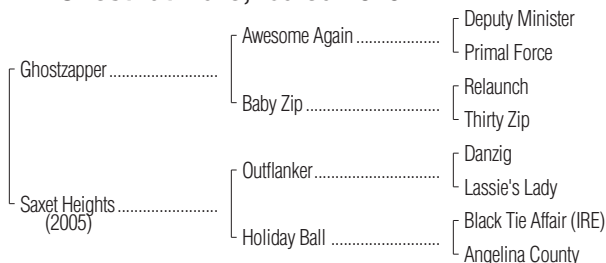 Deputy Minister
Awesome Again
Primal Force
Ghostzapper
Relaunch
Baby Zip
Thirty Zip
Danzig
Outflanker
Lassie's Lady
Saxet Heights
(2005)
Black Tie Affair (IRE)
Holiday Ball
Angelina County